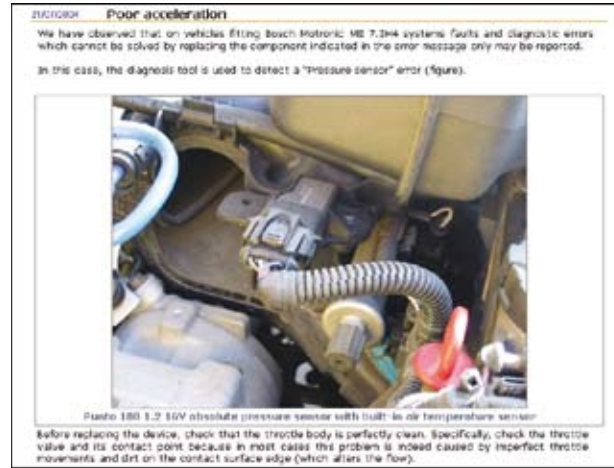 21/07/2004 Poor acceleration
We have observed that on vehicles fitting Bosch Motronic ME 7.3H4 systems faults and diagnostic errors
which cannot be solved by replacing the component indicated in the error message only may be reported.
In this case, the diagnosis tool is used to detect a "Pressure sensor" error (figure).
Punto 188 1.2 16V absolute pressure sensor with built-in air temperature sensor
Before replacing the device, check that the throttle body is perfectly clean. Specifically, check the throttle
valve and its contact point because in most cases this problem is indeed caused by imperfect throttle
movements and dirt on the contact surface edge (which alters the flow).